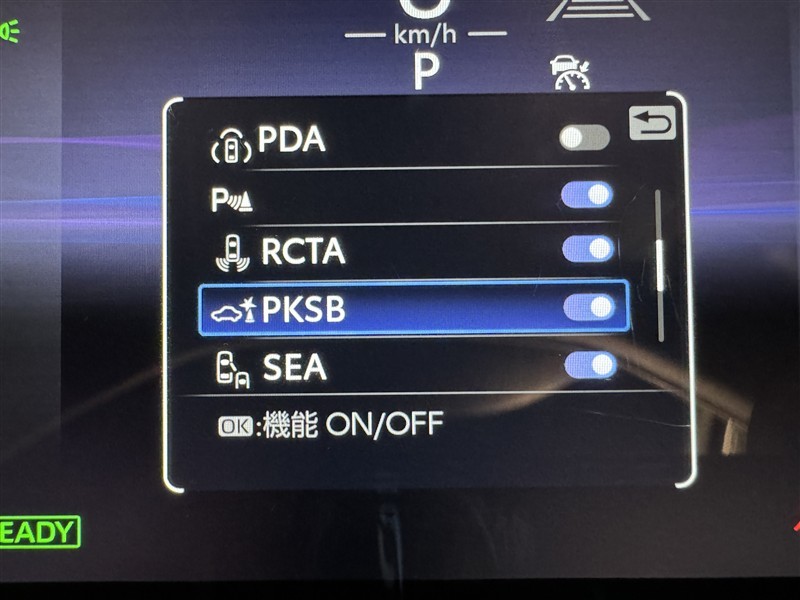 km/h
P
PDA
P
RCTA
PKSB
SEA
OK:機能 ON/OFF
EADY